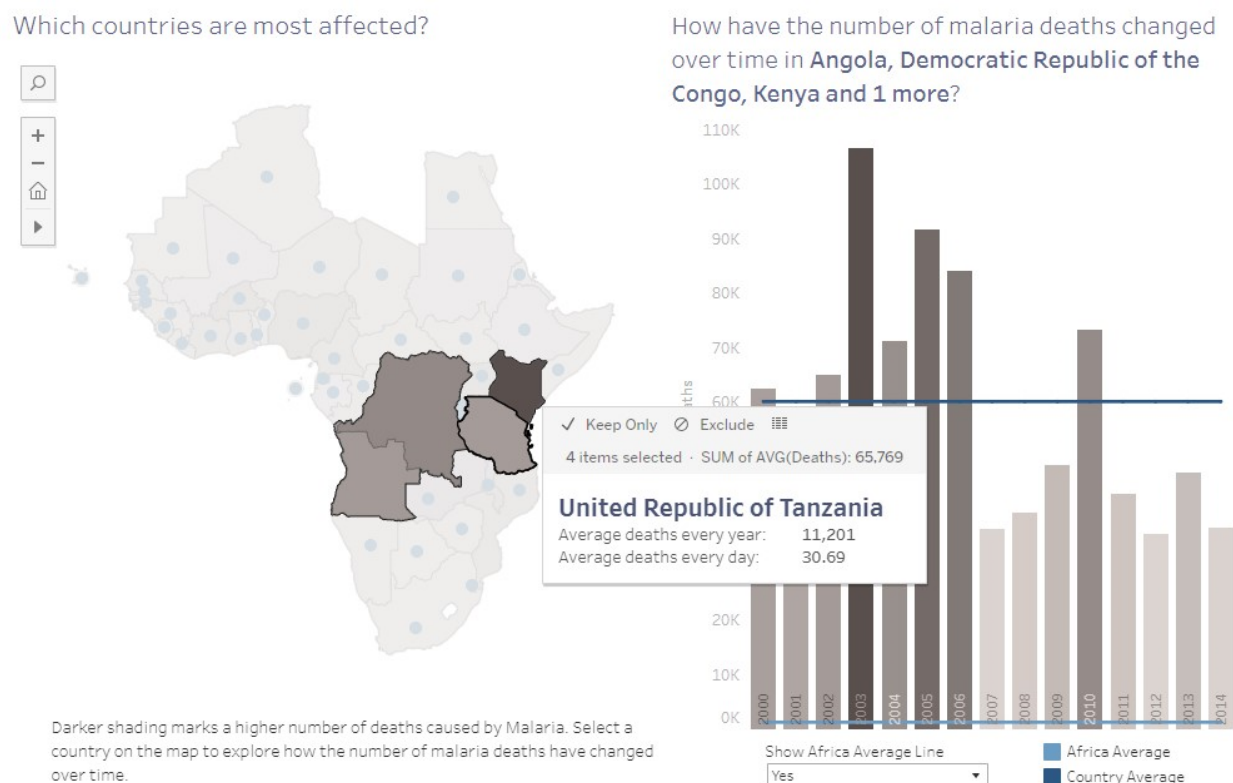 Which countries are most affected?
How have the number of malaria deaths changed
over time in Angola, Democratic Republic of the
Congo, Kenya and 1 more?
110K
100K
90K
80K
70K
60K
20K
10K
0K
Keep Only Exclude
4 items selected · SUM of AVG(Deaths): 65,769
United Republic of Tanzania
Average deaths every year: 11,201
Average deaths every day: 30.69
2000
2001
2002
2003
2004
2005
2006
2007
2008
2009
2010
2011
2012
2013
2014
Darker shading marks a higher number of deaths caused by Malaria. Select a
country on the map to explore how the number of malaria deaths have changed
over time.
Show Africa Average Line
Yes
Africa Average
Country Average